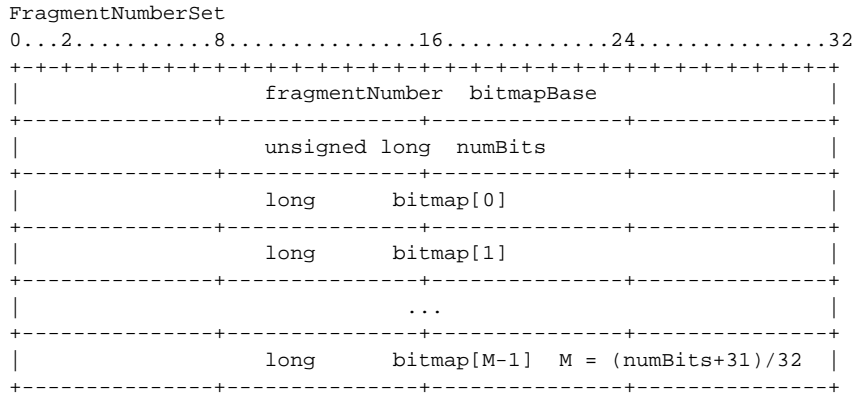 FragmentNumberSet
0...2...........8...............16.............24...............32
+-+-+-+-+-+-+-+-+-+-+-+-+-+-+-+-+-+-+-+-+-+-+-+-+-+-+-+-+-+-+-+-+
| fragmentNumber bitmapBase |
+---------------+---------------+---------------+---------------+
| unsigned long numBits |
+---------------+---------------+---------------+---------------+
| long bitmap[0] |
+---------------+---------------+---------------+---------------+
| long bitmap[1] |
+---------------+---------------+---------------+---------------+
| ... |
+---------------+---------------+---------------+---------------+
| long bitmap[M-1] M = (numBits+31)/32 |
+---------------+---------------+---------------+---------------+